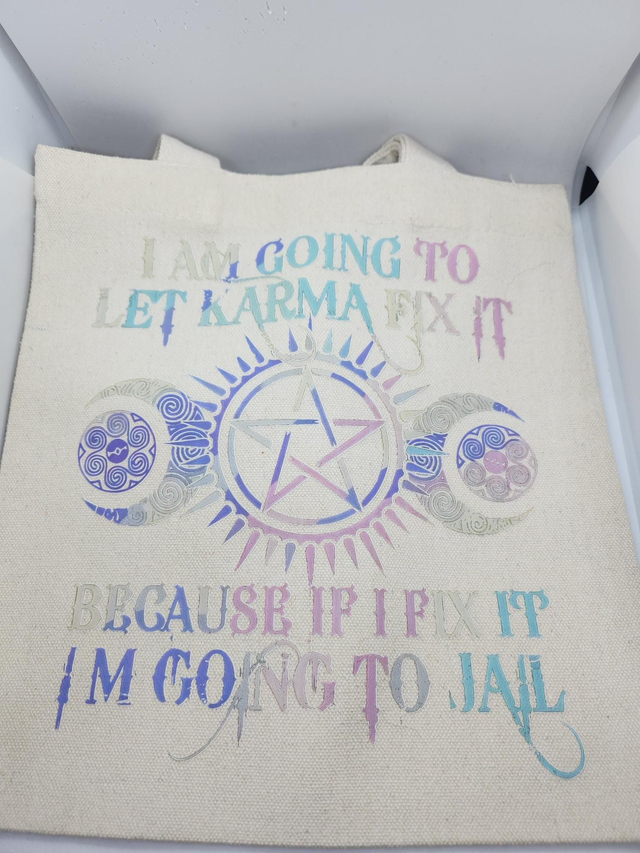 I AM GOING TO
LET KARMA FIX IT
BECAUSE IF I FIX IT
I'M GOING TO JAIL